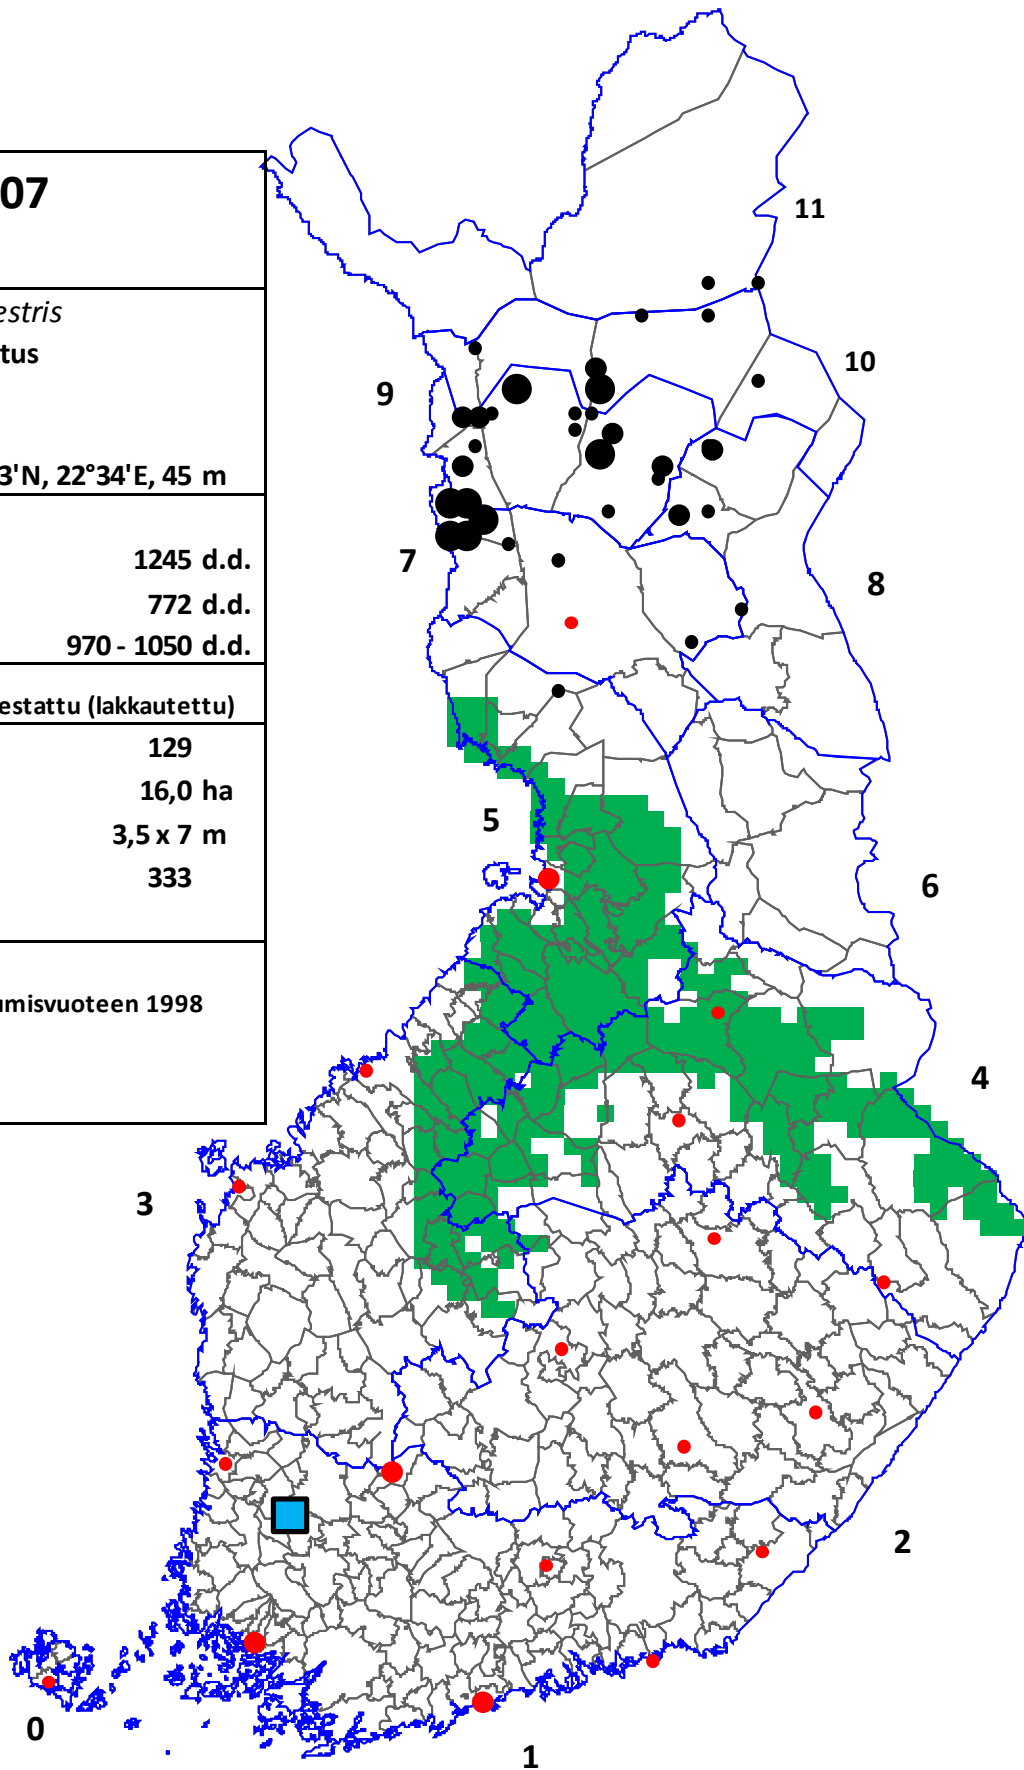 07
estris
tus
3'N, 22°34'E, 45 m
1245 d.d.
772 d.d.
970 - 1050 d.d.
estattu (lakkautettu)
129
16,0 ha
3,5 x 7 m
333
umisvuoteen 1998
11
10
9
8
7
6
5
4
3
2
1
0